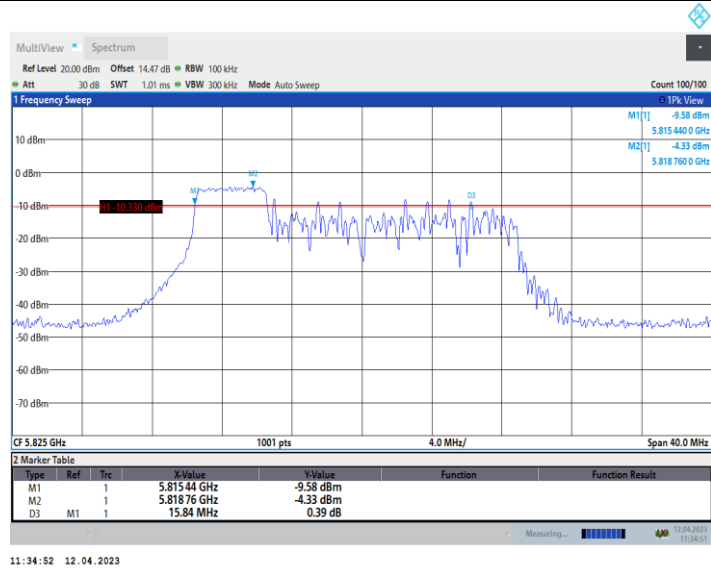 R S
MultiView Spectrum
Ref Level 20.00 dBm Offset 14.47 dB RBW 100 kHz
Att 30 dB SWT 1.01 ms VBW 300 kHz Mode Auto Sweep Count 100/100
1 Frequency Sweep 1Pk View
M1[1] -9.58 dBm
5.815 440 0 GHz
M2[1] -4.33 dBm
5.818 760 0 GHz
10 dBm
0 dBm
M2
M1
D3
-10 dBm
H1 -10.330 dBm
-20 dBm
-30 dBm
-40 dBm
-50 dBm
-60 dBm
-70 dBm
CF 5.825 GHz 1001 pts 4.0 MHz/ Span 40.0 MHz
2 Marker Table
Type Ref Trc X-Value Y-Value Function Function Result
M1 1 5.81544 GHz -9.58 dBm
M2 1 5.81876 GHz -4.33 dBm
D3 M1 1 15.84 MHz 0.39 dB
Measuring... 12.04.2023
11:34:51
11:34:52 12.04.2023